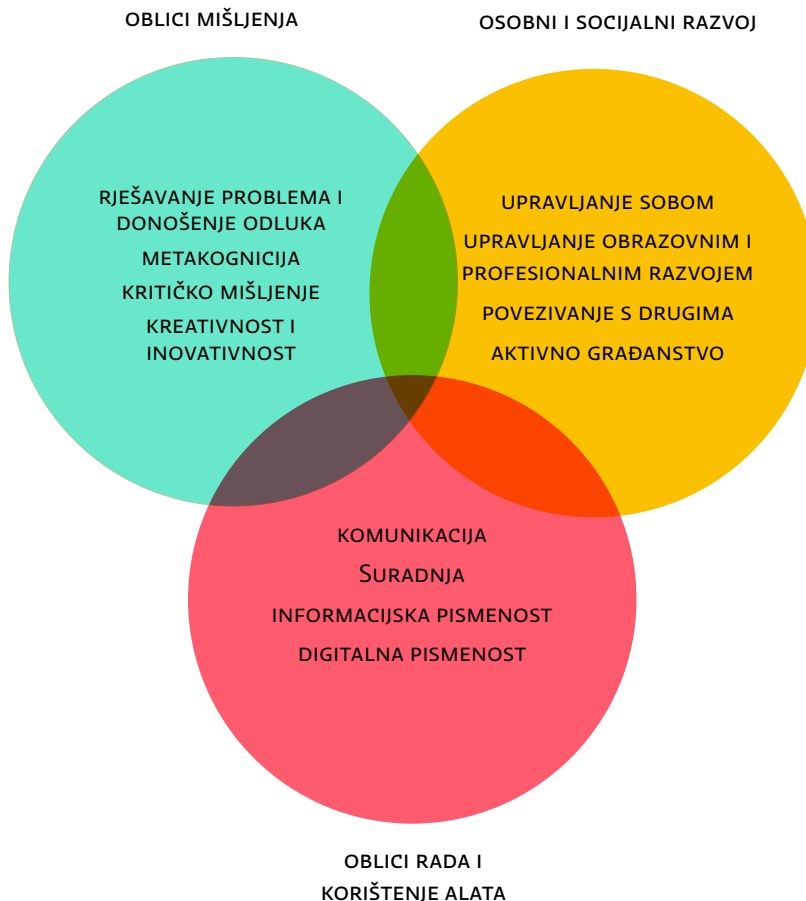 OBLICI MIŠLJENJA
OSOBNI I SOCIJALNI RAZVOJ
RJEŠAVANJE PROBLEMA I
DONOŠENJE ODLUKA
METAKOGNICIJA
KRITIČKO MIŠLJENJE
KREATIVNOST I
INOVATIVNOST
UPRAVLJANJE SOBOM
UPRAVLJANJE OBRAZOVNIM I
PROFESIONALNIM RAZVOJEM
POVEZIVANJE S DRUGIMA
AKTIVNO GRAĐANSTVO
KOMUNIKACIJA
SURADNJA
INFORMACIJSKA PISMENOST
DIGITALNA PISMENOST
OBLICI RADA I
KORIŠTENJE ALATA